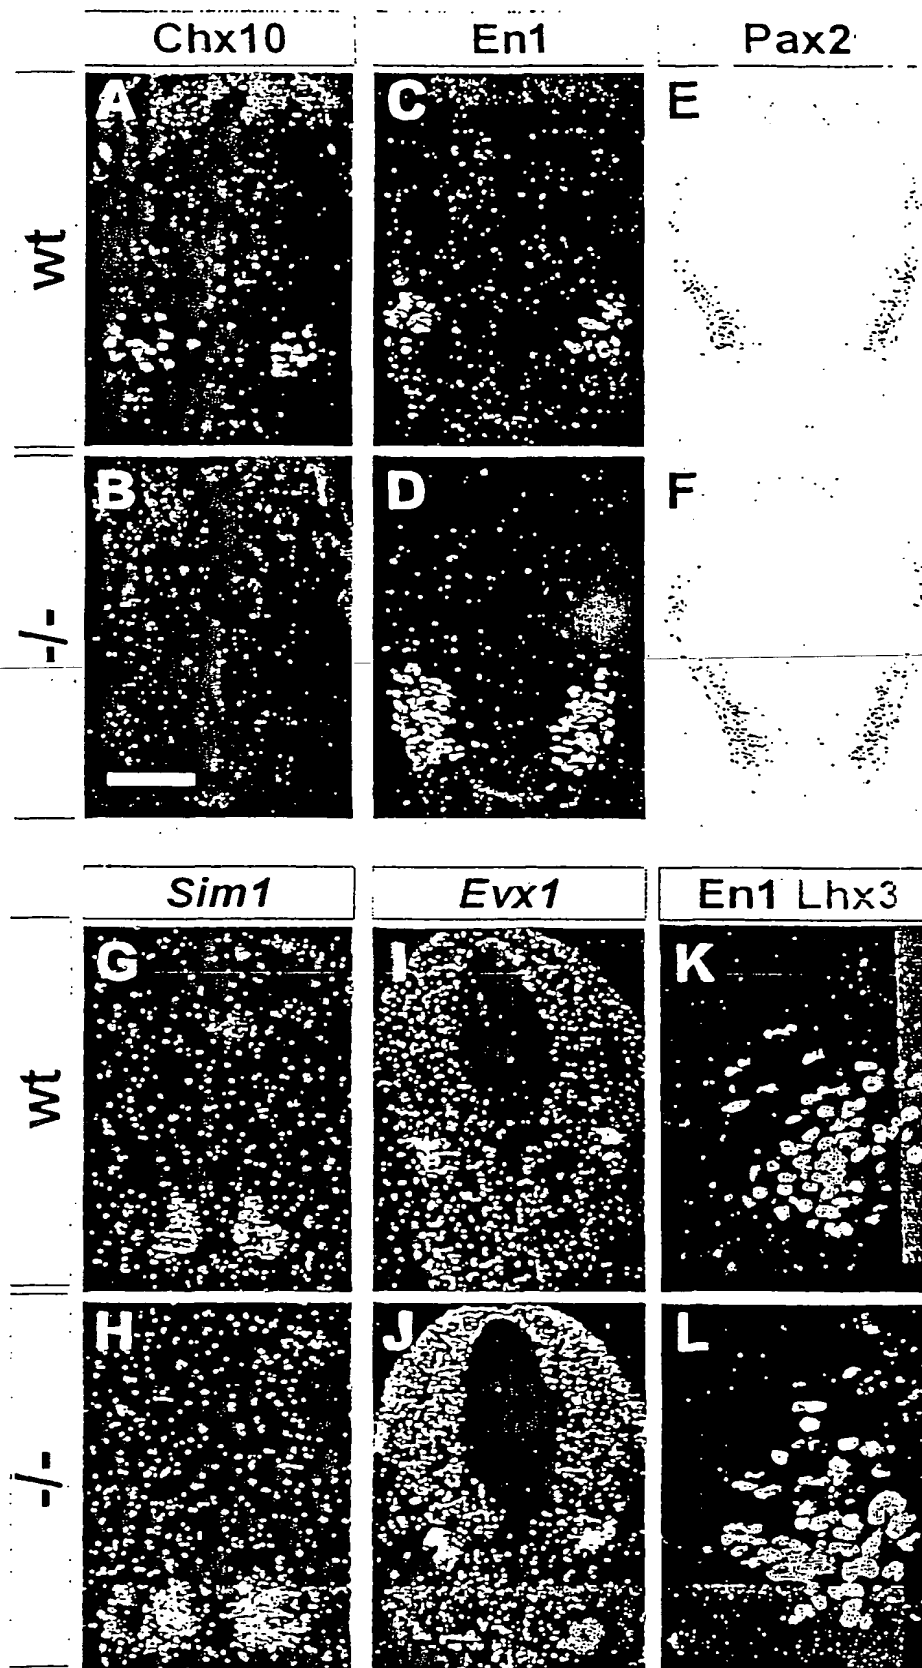 Chx10 En1 Pax2
wt
A C E
-/-
B D F
Sim1 Evx1 En1 Lhx3
wt
G I K
-/-
H J L